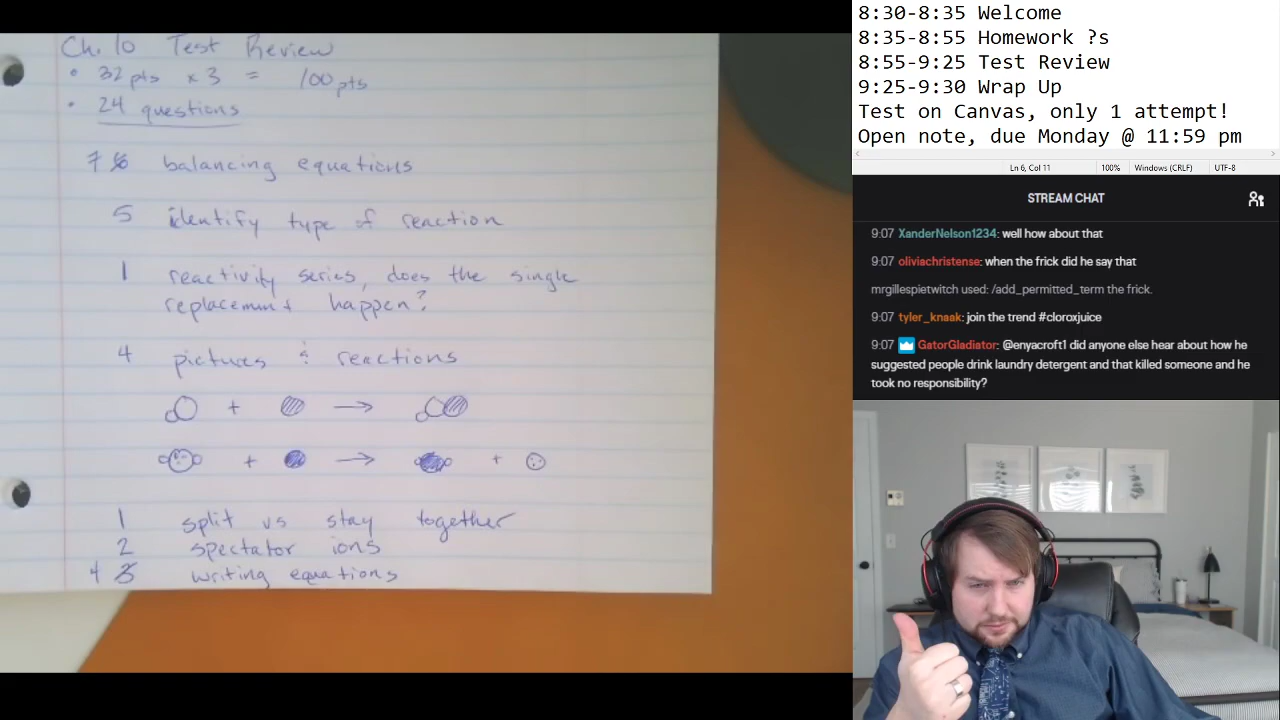 Ch. 10 Test Review
• 32 pts x 3 = 100 pts
• 24 questions
7 6 balancing equations
5 identify type of reaction
1 reactivity series, does the single
replacement happen?
4 pictures & reactions
+ → 
+ → +
1 split vs stay together
2 spectator ions
4 3 writing equations
8:30-8:35 Welcome
8:35-8:55 Homework ?s
8:55-9:25 Test Review
9:25-9:30 Wrap Up
Test on Canvas, only 1 attempt!
Open note, due Monday @ 11:59 pm
Ln 6, Col 11 100% Windows (CRLF) UTF-8
STREAM CHAT
9:07 XanderNelson1234: well how about that
9:07 oliviachristense: when the frick did he say that
mrgillespietwitch used: /add_permitted_term the frick.
9:07 tyler_knaak: join the trend #cloroxjuice
9:07 GatorGladiator: @enyacroft1 did anyone else hear about how he
suggested people drink laundry detergent and that killed someone and he
took no responsibility?